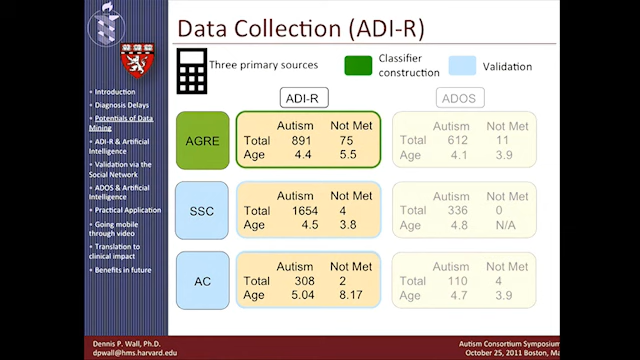 Data Collection (ADI-R)
Three primary sources
Classifier
construction
Validation
• Introduction
• Diagnosis Delays
• Potentials of Data
Mining
• ADI-R & Artificial
Intelligence
• Validation via the
Social Network
• ADOS & Artificial
Intelligence
• Practical Application
• Going mobile
through video
• Translation to
clinical impact
• Benefits in future
ADI-R
ADOS
AGRE
Autism Not Met
Total 891 75
Age 4.4 5.5
Autism Not Met
Total 612 11
Age 4.1 3.9
SSC
Autism Not Met
Total 1654 4
Age 4.5 3.8
Autism Not Met
Total 336 0
Age 4.8 N/A
AC
Autism Not Met
Total 308 2
Age 5.04 8.17
Autism Not Met
Total 110 4
Age 4.7 3.9
Dennis P. Wall, Ph.D.
dpwall@hms.harvard.edu
Autism Consortium Symposium
October 25, 2011 Boston, Ma